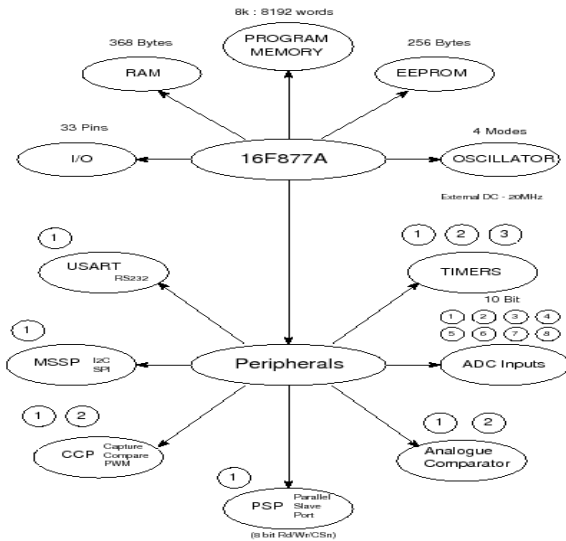 8k : 8192 words
368 Bytes
PROGRAM
MEMORY
256 Bytes
RAM
EEPROM
33 Pins
4 Modes
I/O
16F877A
OSCILLATOR
External DC - 20MHz
1
1 2 3
USART
RS232
TIMERS
10 Bit
1 2 3 4
5 6 7 8
1
MSSP
I2C
SPI
Peripherals
ADC Inputs
1 2
1 2
CCP
Capture
Compare
PWM
Analogue
Comparator
1
PSP
Parallel
Slave
Port
(8 bit Rd/Wr/CSn)